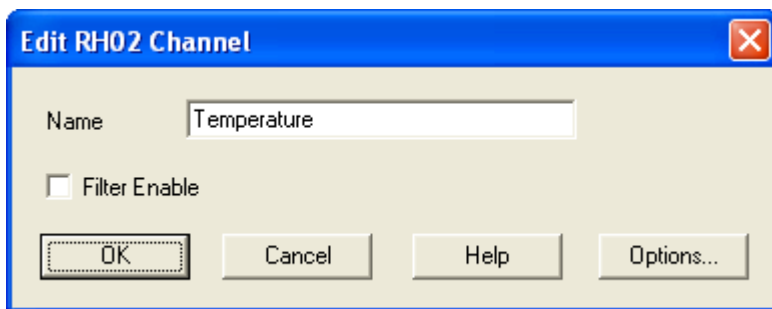 Edit RH02 Channel
Name Temperature
Filter Enable
OK Cancel Help Options...